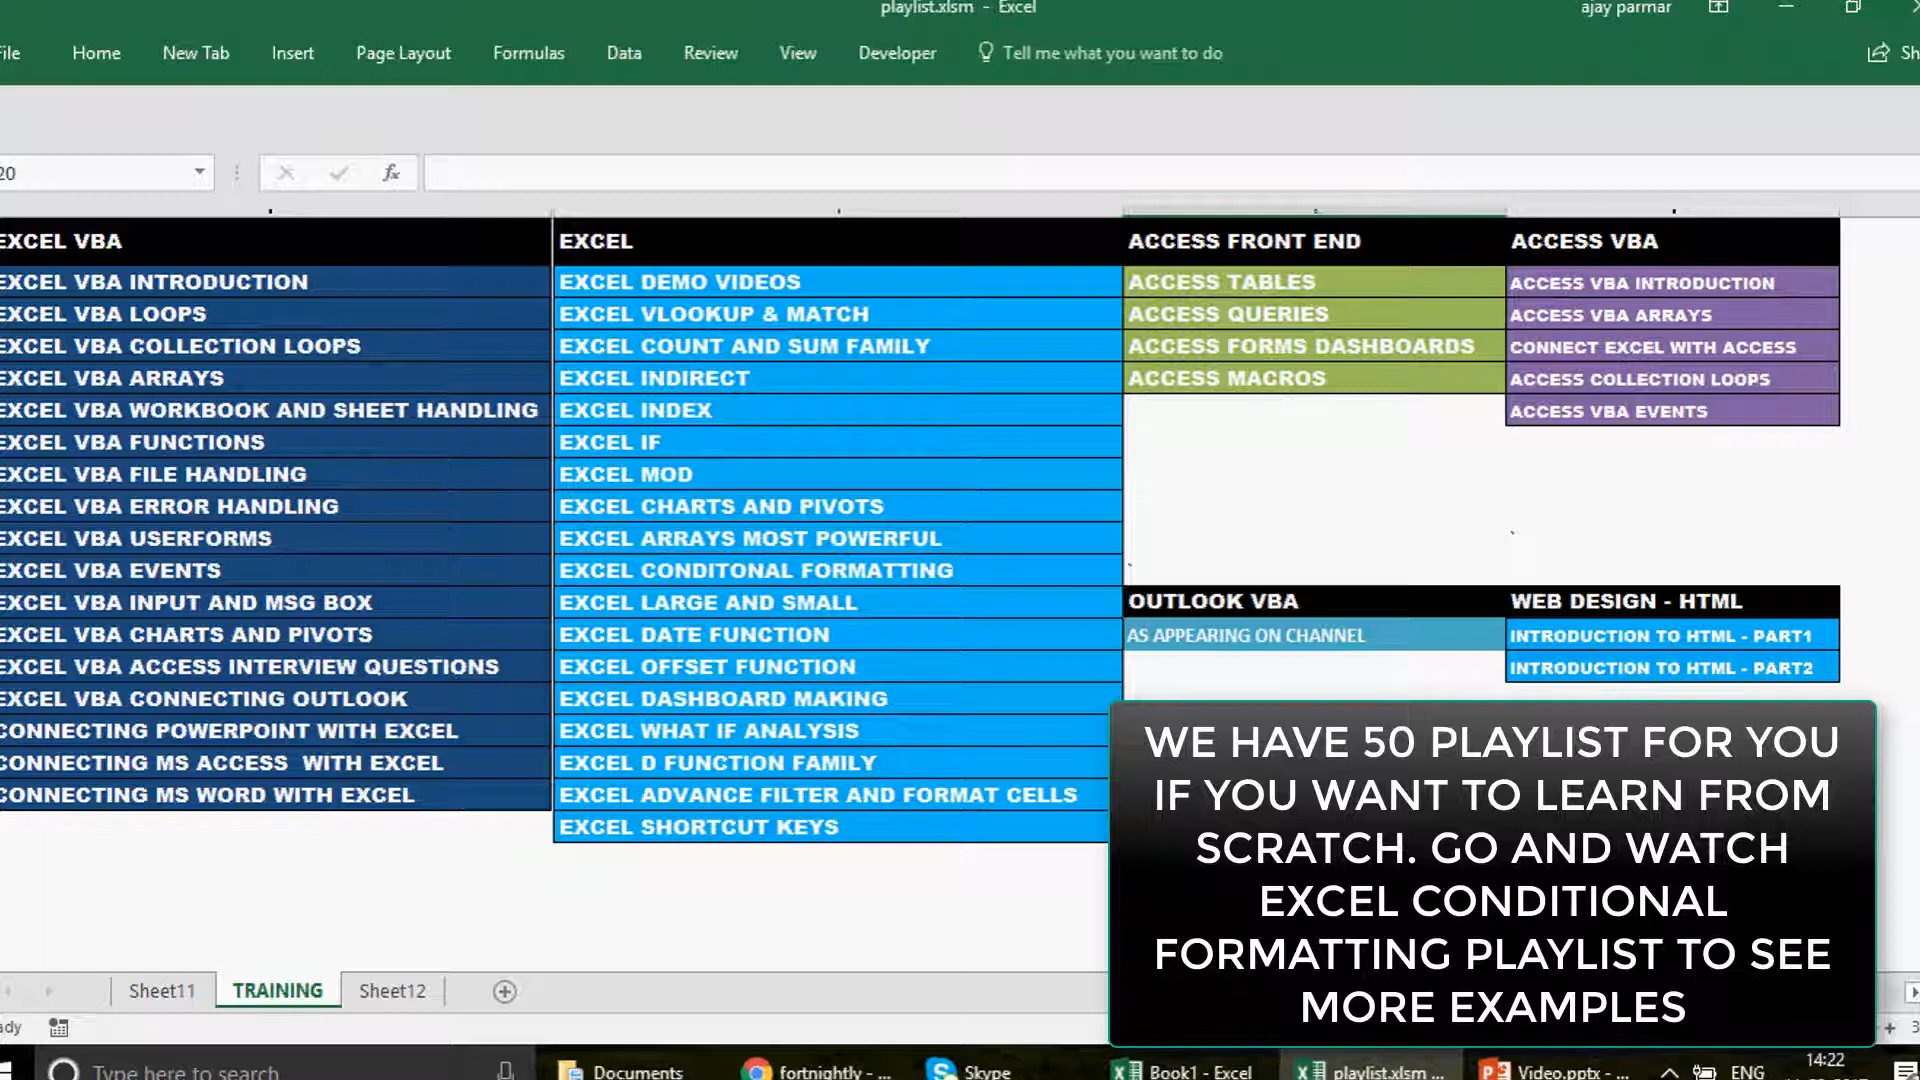 playlist.xlsm - Excel
ajay parmar
File Home New Tab Insert Page Layout Formulas Data Review View Developer Tell me what you want to do Sh
20
fx
EXCEL VBA
EXCEL VBA INTRODUCTION
EXCEL VBA LOOPS
EXCEL VBA COLLECTION LOOPS
EXCEL VBA ARRAYS
EXCEL VBA WORKBOOK AND SHEET HANDLING
EXCEL VBA FUNCTIONS
EXCEL VBA FILE HANDLING
EXCEL VBA ERROR HANDLING
EXCEL VBA USERFORMS
EXCEL VBA EVENTS
EXCEL VBA INPUT AND MSG BOX
EXCEL VBA CHARTS AND PIVOTS
EXCEL VBA ACCESS INTERVIEW QUESTIONS
EXCEL VBA CONNECTING OUTLOOK
CONNECTING POWERPOINT WITH EXCEL
CONNECTING MS ACCESS WITH EXCEL
CONNECTING MS WORD WITH EXCEL
EXCEL
EXCEL DEMO VIDEOS
EXCEL VLOOKUP & MATCH
EXCEL COUNT AND SUM FAMILY
EXCEL INDIRECT
EXCEL INDEX
EXCEL IF
EXCEL MOD
EXCEL CHARTS AND PIVOTS
EXCEL ARRAYS MOST POWERFUL
EXCEL CONDITONAL FORMATTING
EXCEL LARGE AND SMALL
EXCEL DATE FUNCTION
EXCEL OFFSET FUNCTION
EXCEL DASHBOARD MAKING
EXCEL WHAT IF ANALYSIS
EXCEL D FUNCTION FAMILY
EXCEL ADVANCE FILTER AND FORMAT CELLS
EXCEL SHORTCUT KEYS
ACCESS FRONT END
ACCESS TABLES
ACCESS QUERIES
ACCESS FORMS DASHBOARDS
ACCESS MACROS
ACCESS VBA
ACCESS VBA INTRODUCTION
ACCESS VBA ARRAYS
CONNECT EXCEL WITH ACCESS
ACCESS COLLECTION LOOPS
ACCESS VBA EVENTS
OUTLOOK VBA
AS APPEARING ON CHANNEL
WEB DESIGN - HTML
INTRODUCTION TO HTML - PART1
INTRODUCTION TO HTML - PART2
WE HAVE 50 PLAYLIST FOR YOU
IF YOU WANT TO LEARN FROM
SCRATCH. GO AND WATCH
EXCEL CONDITIONAL
FORMATTING PLAYLIST TO SEE
MORE EXAMPLES
Sheet11 TRAINING Sheet12
ady
Type here to search
Documents
fortnightly - ...
Skype
Book1 - Excel
playlist.xlsm ...
Video.pptx - ...
ENG
14:22